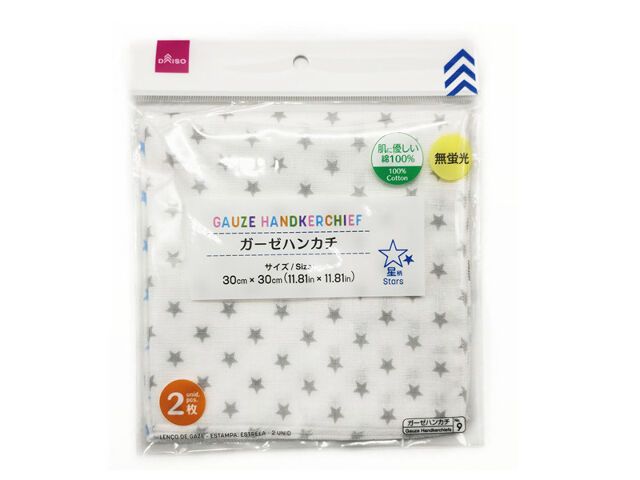 DAISO
肌に優しい
綿100%
100%
Cotton
無蛍光
GAUZE HANDKERCHIEF
ガーゼハンカチ
サイズ / Size
30cm × 30cm (11.81in × 11.81in)
星柄
Stars
2
unid.
pcs.
枚
LENÇO DE GAZE - ESTAMPA: ESTRELA - 2 UNID
ガーゼハンカチ
Gauze Handkerchiefs
No.
9